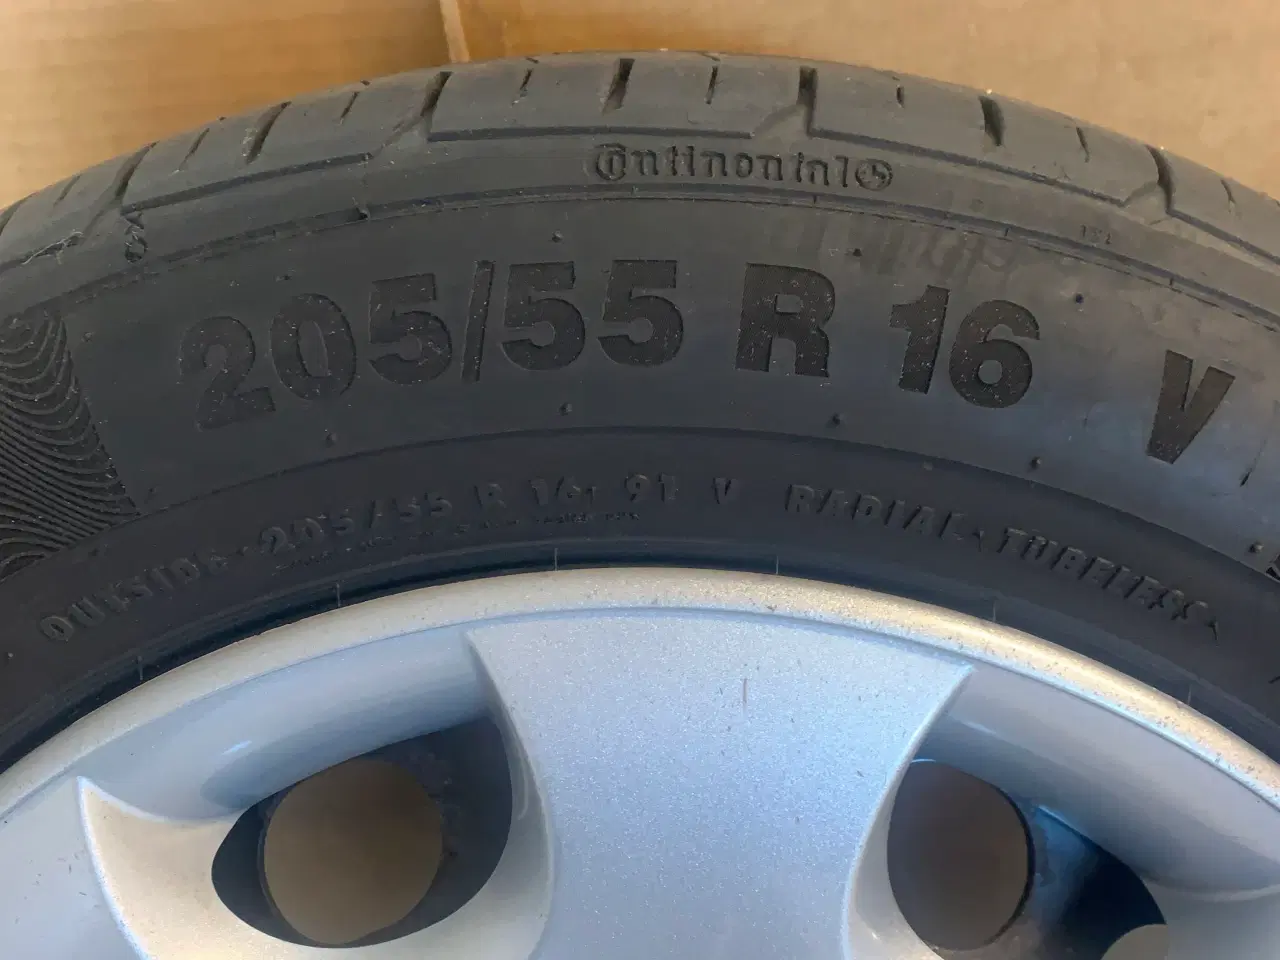 Continental
205/55 R 16 V
OUTSIDE · 205/55 R 16 91 V RADIAL · TUBELESS ·